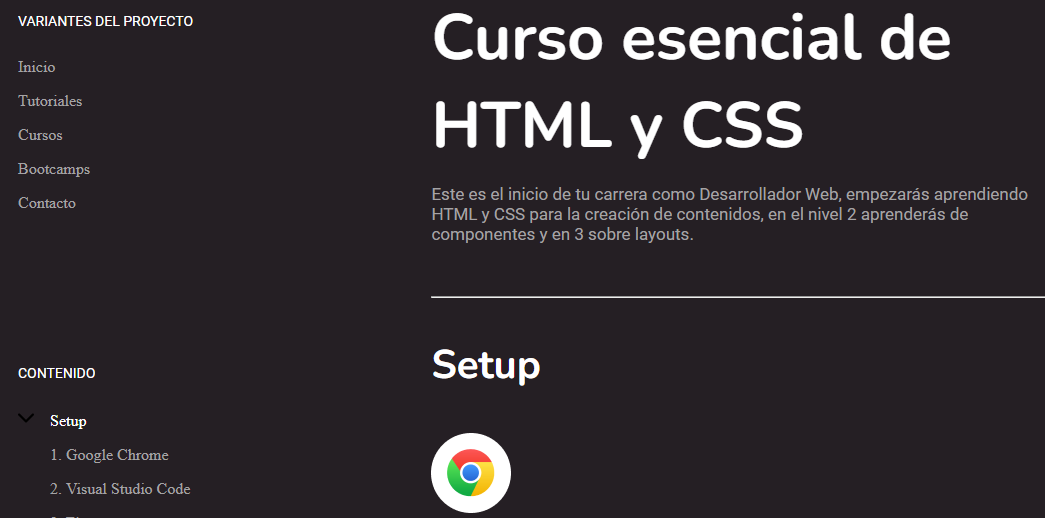 VARIANTES DEL PROYECTO
Inicio
Tutoriales
Cursos
Bootcamps
Contacto
CONTENIDO
Setup
1. Google Chrome
2. Visual Studio Code
Curso esencial de
HTML y CSS
Este es el inicio de tu carrera como Desarrollador Web, empezarás aprendiendo
HTML y CSS para la creación de contenidos, en el nivel 2 aprenderás de
componentes y en 3 sobre layouts.
Setup